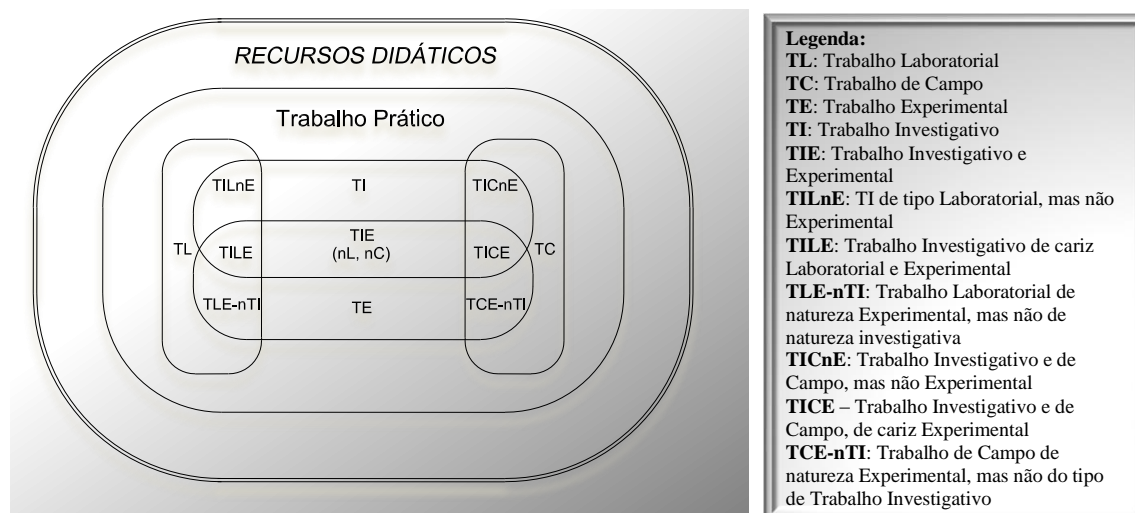 RECURSOS DIDÁTICOS
Trabalho Prático
TILnE
TI
TICnE
TL
TILE
TIE
(nL, nC)
TICE
TC
TLE-nTI
TE
TCE-nTI
Legenda:
TL: Trabalho Laboratorial
TC: Trabalho de Campo
TE: Trabalho Experimental
TI: Trabalho Investigativo
TIE: Trabalho Investigativo e
Experimental
TILnE: TI de tipo Laboratorial, mas não
Experimental
TILE: Trabalho Investigativo de cariz
Laboratorial e Experimental
TLE-nTI: Trabalho Laboratorial de
natureza Experimental, mas não de
natureza investigativa
TICnE: Trabalho Investigativo e de
Campo, mas não Experimental
TICE – Trabalho Investigativo e de
Campo, de cariz Experimental
TCE-nTI: Trabalho de Campo de
natureza Experimental, mas não do tipo
de Trabalho Investigativo